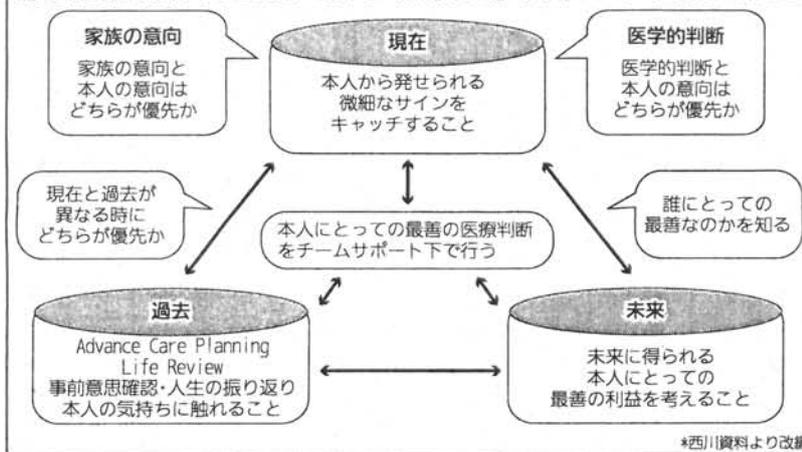 家族の意向
家族の意向と
本人の意向は
どちらが優先か
現在
本人から発せられる
微細なサインを
キャッチすること
医学的判断
医学的判断と
本人の意向は
どちらが優先か
現在と過去が
異なる時に
どちらが優先か
本人にとっての最善の医療判断
をチームサポート下で行う
誰にとっての
最善なのかを知る
過去
Advance Care Planning
Life Review
事前意思確認・人生の振り返り
本人の気持ちに触れること
未来
未来に得られる
本人にとっての
最善の利益を考えること
*西川資料より改編